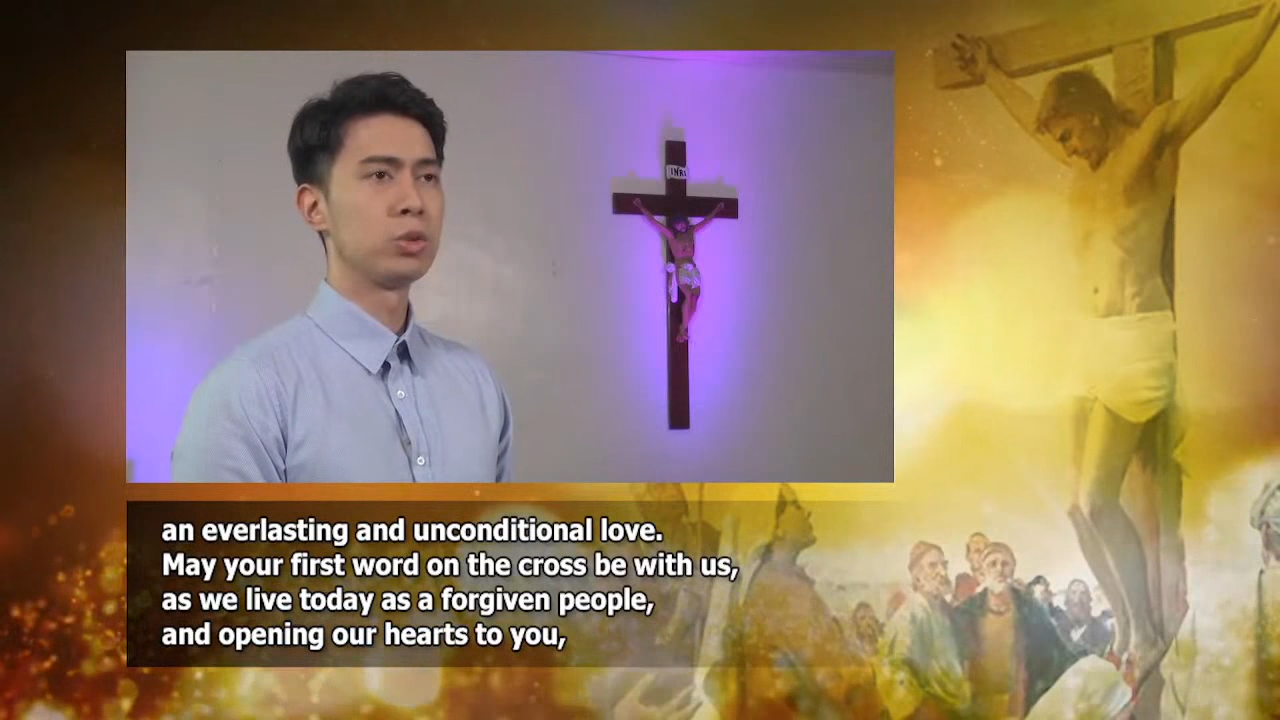 INRI
an everlasting and unconditional love.
May your first word on the cross be with us,
as we live today as a forgiven people,
and opening our hearts to you,